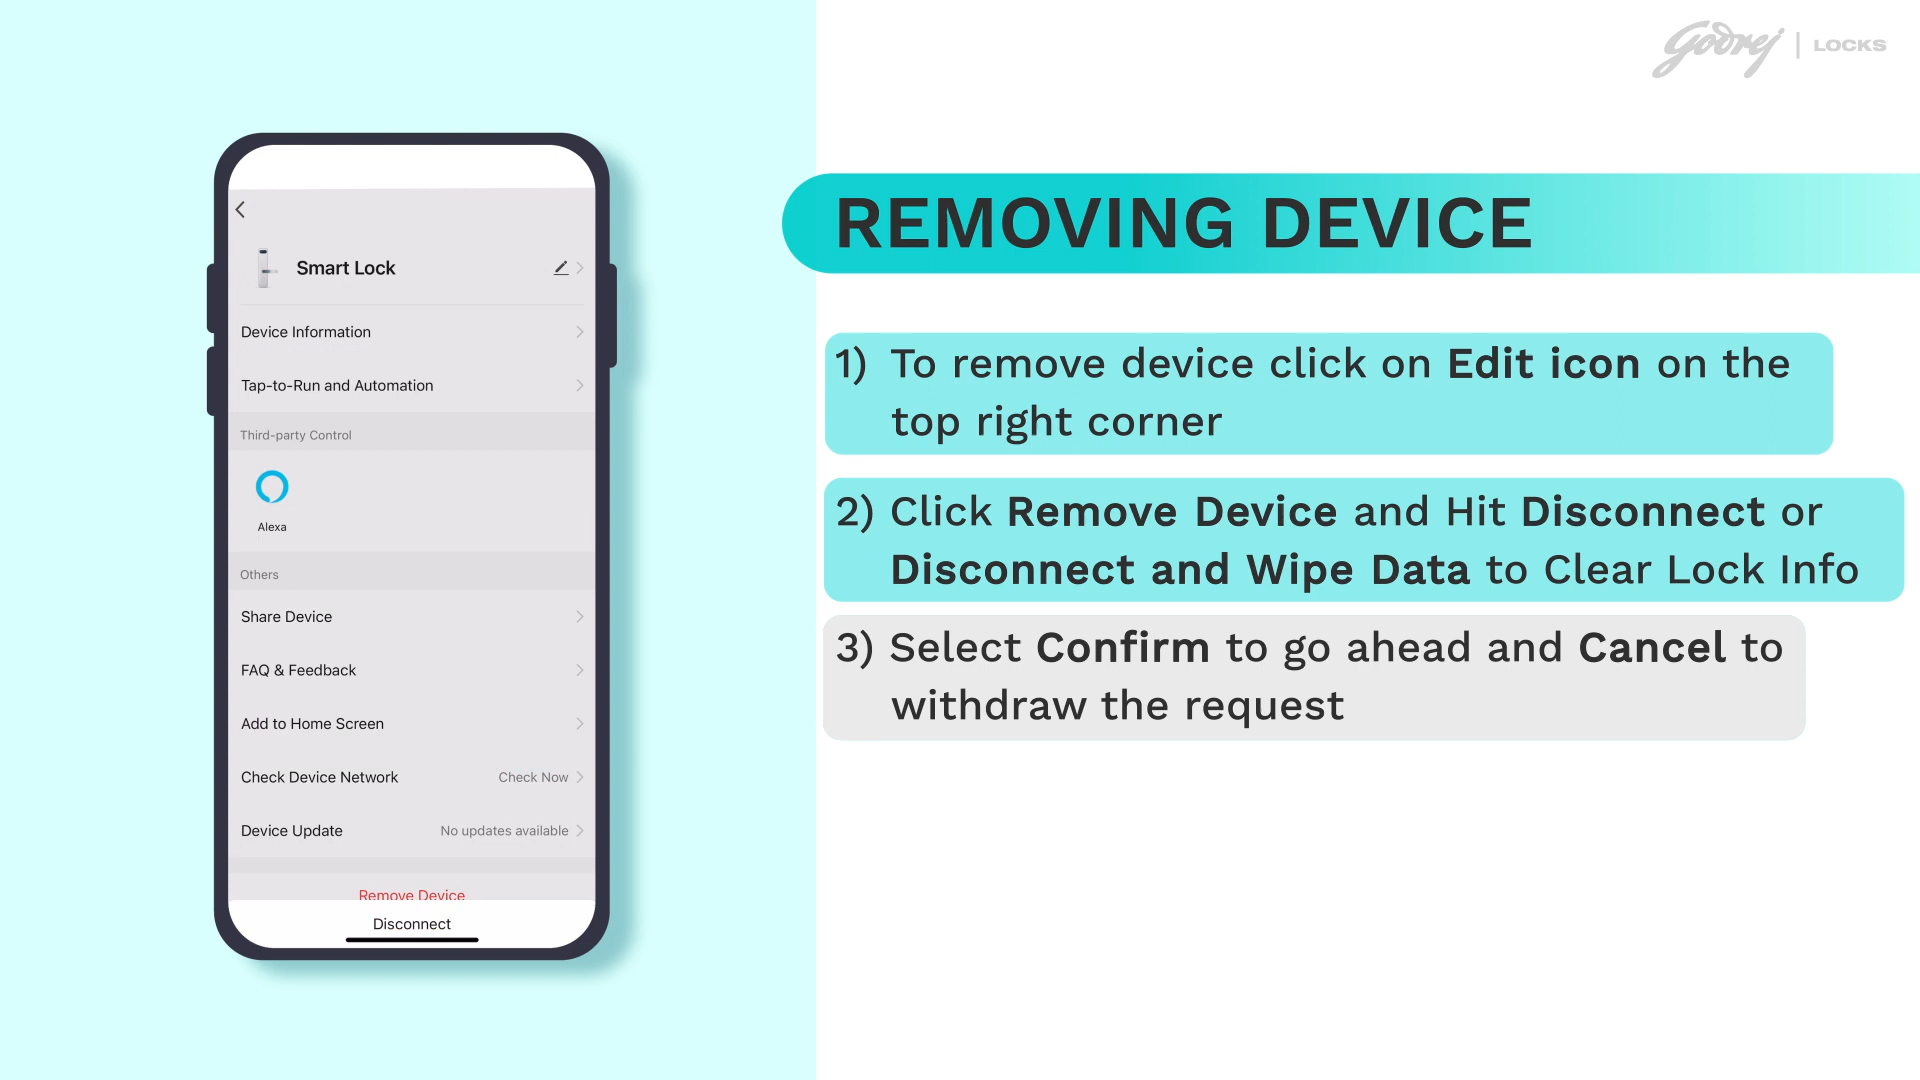 Godrej | LOCKS
REMOVING DEVICE
1) To remove device click on Edit icon on the
top right corner
2) Click Remove Device and Hit Disconnect or
Disconnect and Wipe Data to Clear Lock Info
3) Select Confirm to go ahead and Cancel to
withdraw the request
Smart Lock
Device Information
Tap-to-Run and Automation
Third-party Control
Alexa
Others
Share Device
FAQ & Feedback
Add to Home Screen
Check Device Network Check Now
Device Update No updates available
Remove Device
Disconnect